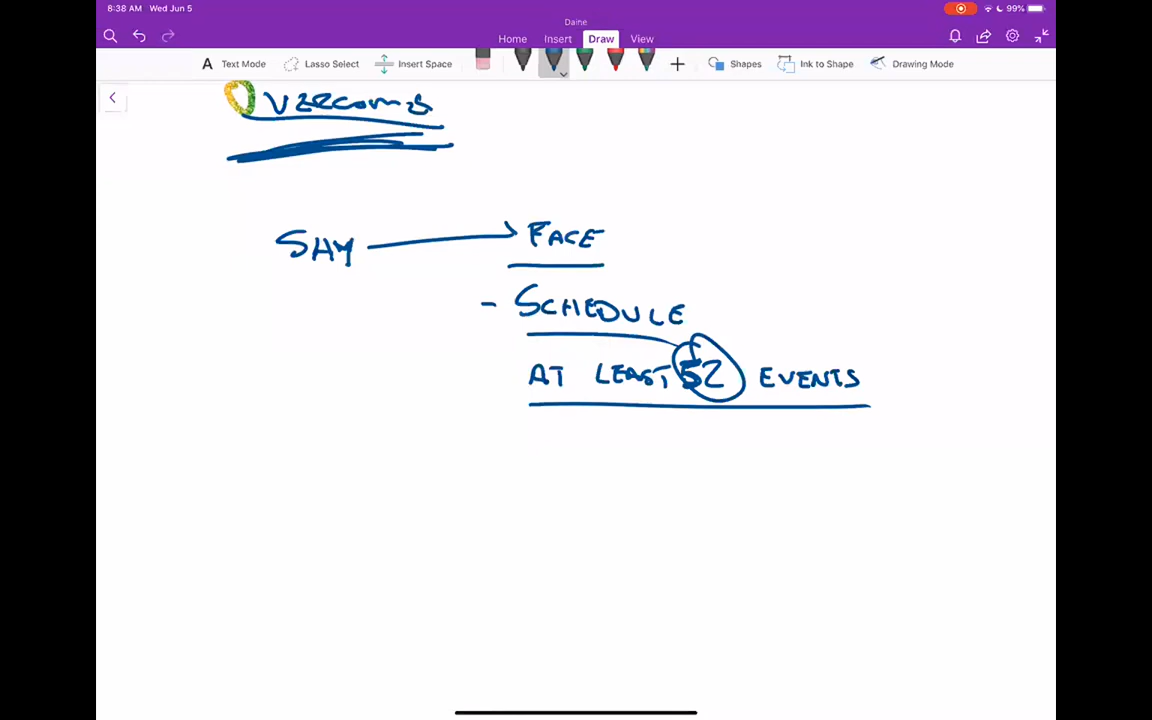 8:38 AM Wed Jun 5
99%
Daine
Home Insert Draw View
A Text Mode Lasso Select Insert Space Shapes Ink to Shape Drawing Mode
OVERCOMES
SHY → FACE
- SCHEDULE
AT LEAST 52 EVENTS